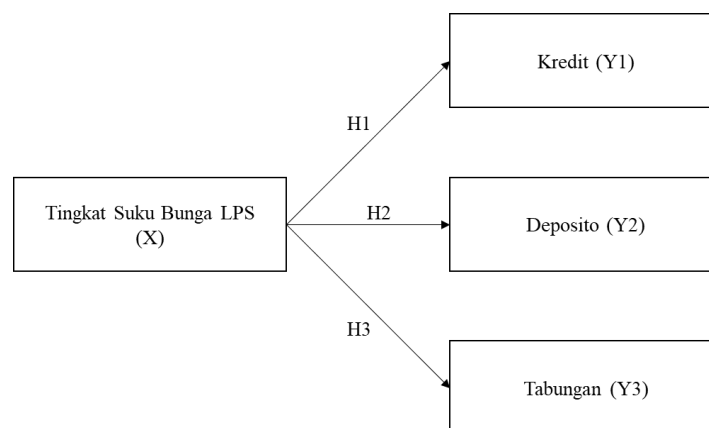 Kredit (Y1)
H1
Tingkat Suku Bunga LPS
(X)
H2
Deposito (Y2)
H3
Tabungan (Y3)